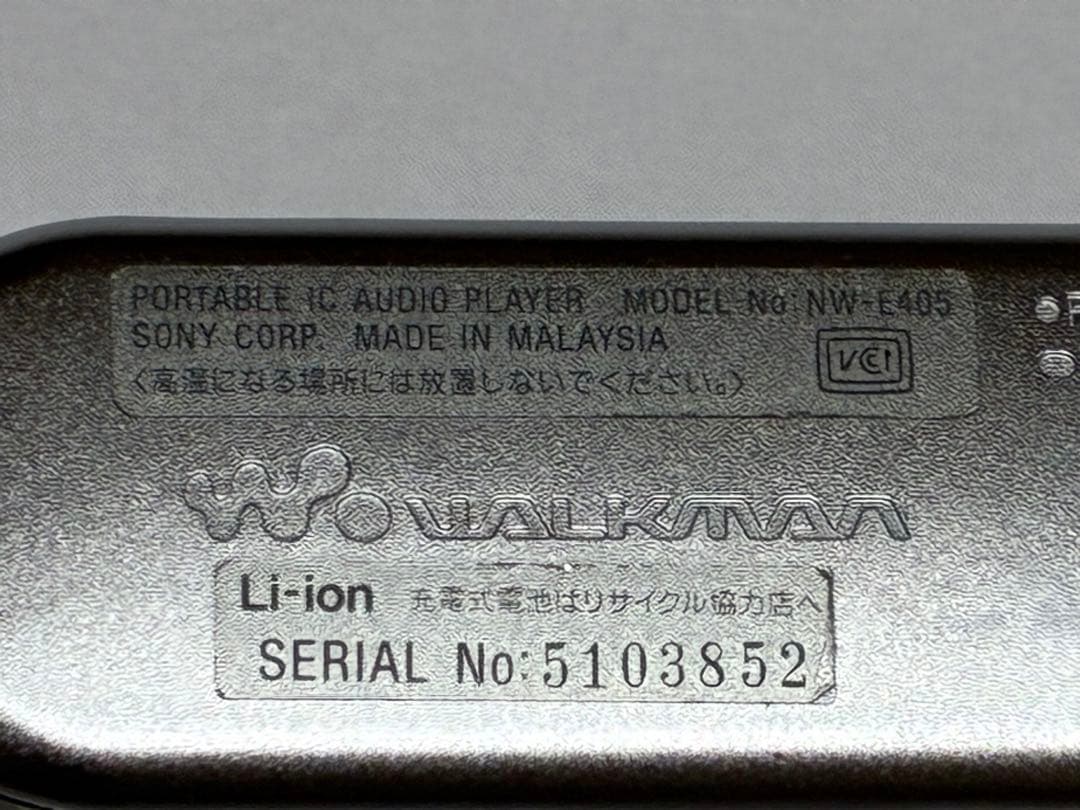 PORTABLE IC AUDIO PLAYER MODEL No: NW-E405
SONY CORP. MADE IN MALAYSIA
VCI
〈高温になる場所には放置しないでください。〉
WALKMAN
Li-ion 充電式電池はリサイクル協力店へ
SERIAL No: 5103852